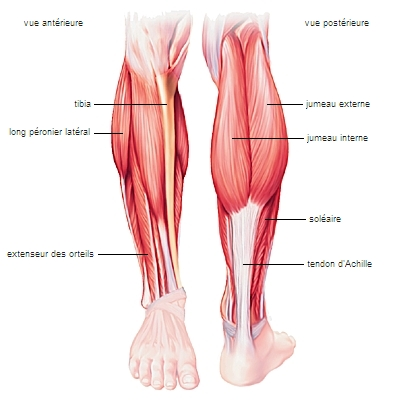 vue antérieure
vue postérieure
tibia
long péronier latéral
extenseur des orteils
jumeau externe
jumeau interne
soléaire
tendon d'Achille